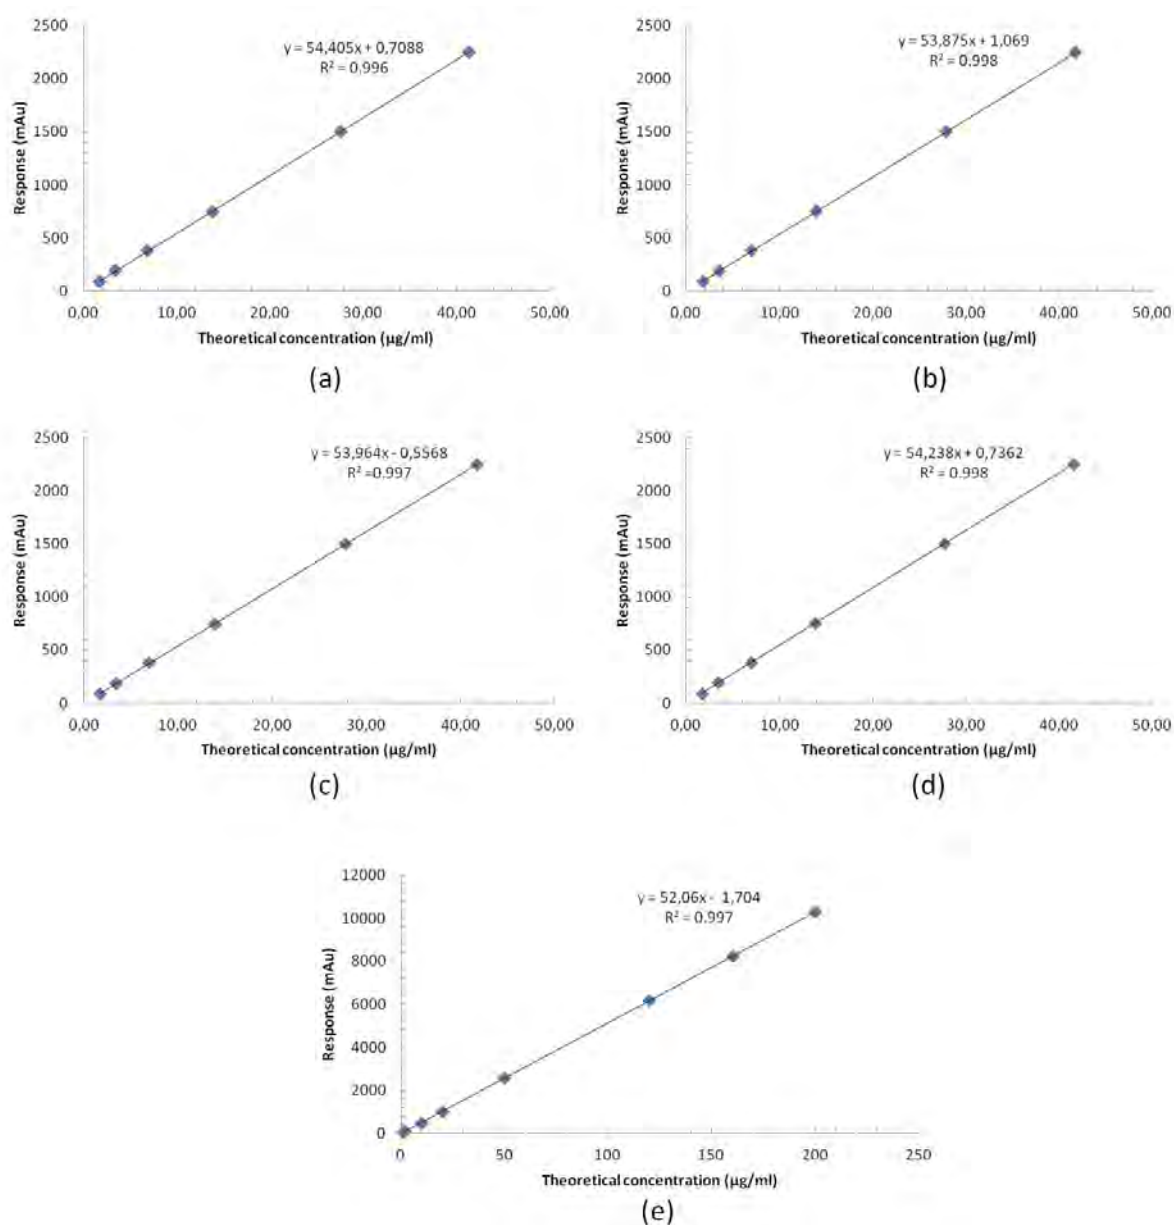 y = 54,405x + 0,7088
R² = 0.996
2500
2000
1500
1000
500
0
Response (mAu)
0,00 10,00 20,00 30,00 40,00 50,00
Theoretical concentration (µg/ml)
(a)
y = 53,875x + 1,069
R² = 0.998
2500
2000
1500
1000
500
0
Response (mAu)
0,00 10,00 20,00 30,00 40,00 50,00
Theoretical concentration (µg/ml)
(b)
y = 53,964x - 0,5568
R² =0.997
2500
2000
1500
1000
500
0
Response (mAu)
0,00 10,00 20,00 30,00 40,00 50,00
Theoretical concentration (µg/ml)
(c)
y = 54,238x + 0,7362
R² = 0.998
2500
2000
1500
1000
500
0
Response (mAu)
0,00 10,00 20,00 30,00 40,00 50,00
Theoretical concentration (µg/ml)
(d)
y = 52,06x - 1,704
R² = 0.997
12000
10000
8000
6000
4000
2000
0
Response (mAu)
0 50 100 150 200 250
Theoretical concentration (µg/ml)
(e)